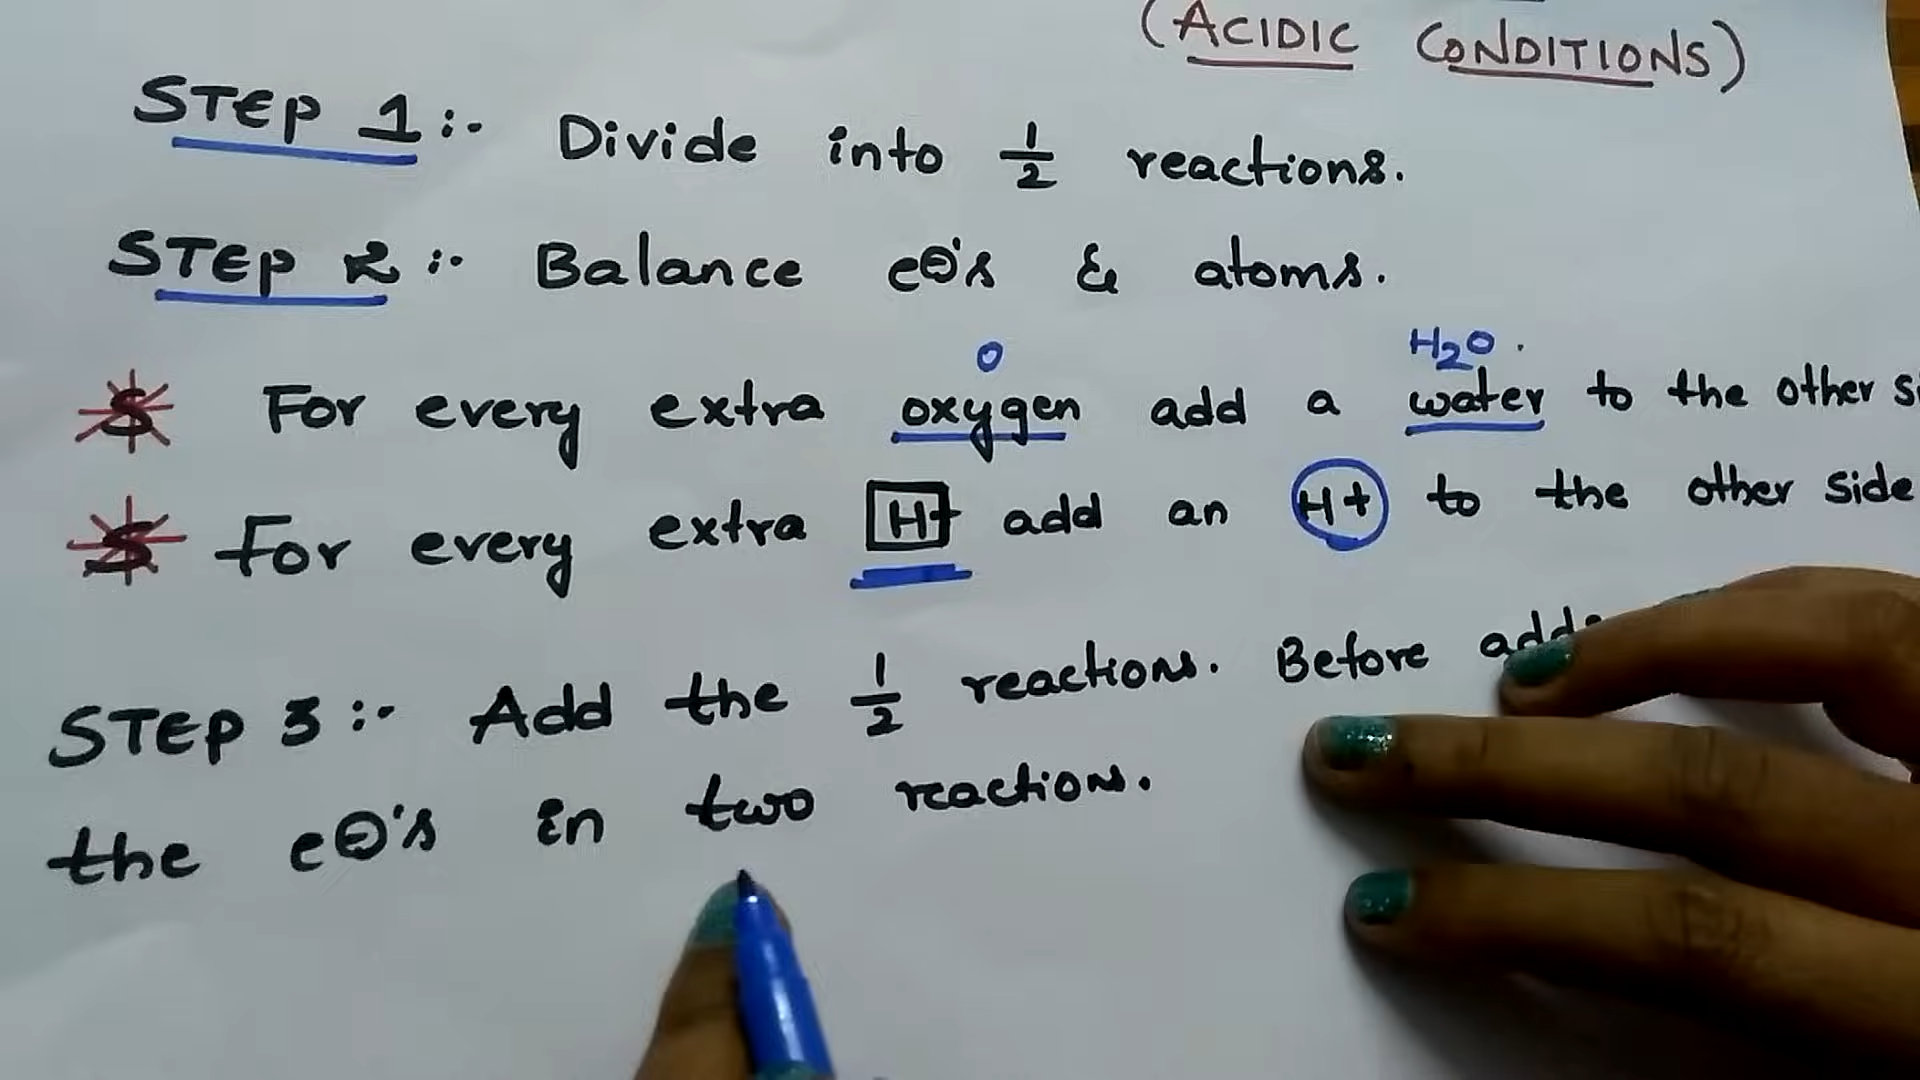 (ACIDIC CONDITIONS)
STEP 1:- Divide into 1/2 reactions.
STEP 2:- Balance e⊖'s & atoms.
O H2O.
$ For every extra oxygen add a water to the other
$ For every extra H+ add an H+ to the other side
STEP 3:- Add the 1/2 reactions. Before
the e⊖'s in two reactions.